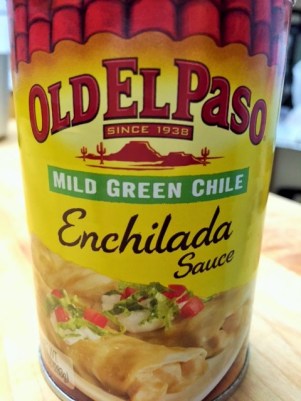 OLD EL PASO
SINCE 1938
MILD GREEN CHILE
Enchilada
Sauce